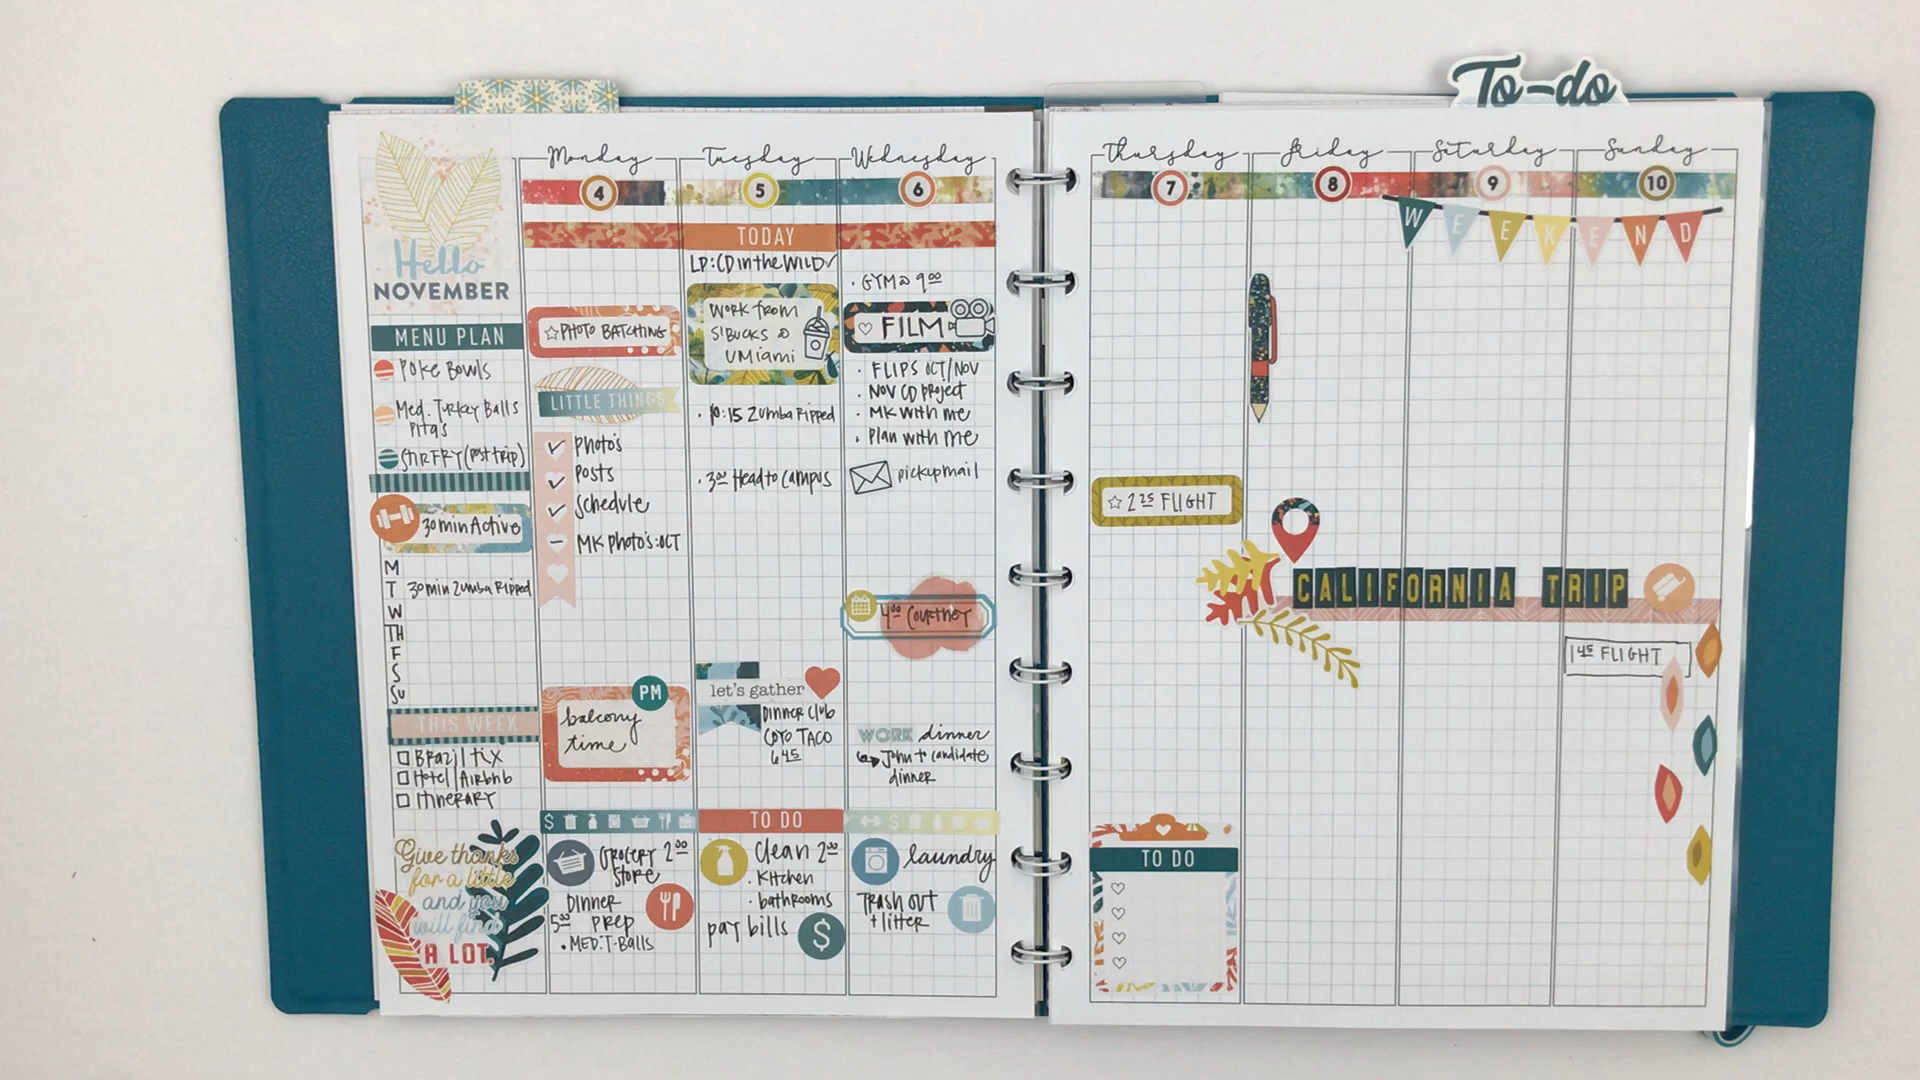 To-do
Hello
NOVEMBER
MENU PLAN
Poke Bowls
Med. Turkey Balls
Pitas
StirFRY (post trip)
30 min Active
M
T 30 min Zumba Ripped
W
TH
F
S
Su
THIS WEEK
Brazil tix
Hotel/Airbnb
Itinerary
Give thanks
for a little
and you
will find
A LOT.
Monday
4
☆ PHOTO BATCHING
LITTLE THINGS
Photo's
Posts
Schedule
MK Photo's: OCT
PM
balcony
time
$
GROCERY 2:00
Store
Dinner
5:00 PREP
• MED. T-Balls
Tuesday
5
TODAY
LP: CD in the WILD
WORK from
S'BUCKS @
UMiami
• 10:15 Zumba Ripped
• 3:00 Head to Campus
let's gather
Dinner Club
COYO TACO
6:45
TO DO
Clean 2:00
• Kitchen
• bathrooms
pay bills
$
Wednesday
6
• GYM @ 9:00
♡ FILM
• FLIPS OCT/NOV
NOV CD project
• MK with me
• Plan with me
pickup mail
4:00 Courtney
WORK dinner
John to candidate
dinner
laundry
Trash out
+ litter
Thursday
7
☆ 2:25 FLIGHT
TO DO
Friday
8
Saturday
9
Sunday
10
WEEKEND
CALIFORNIA TRIP
1:45 FLIGHT